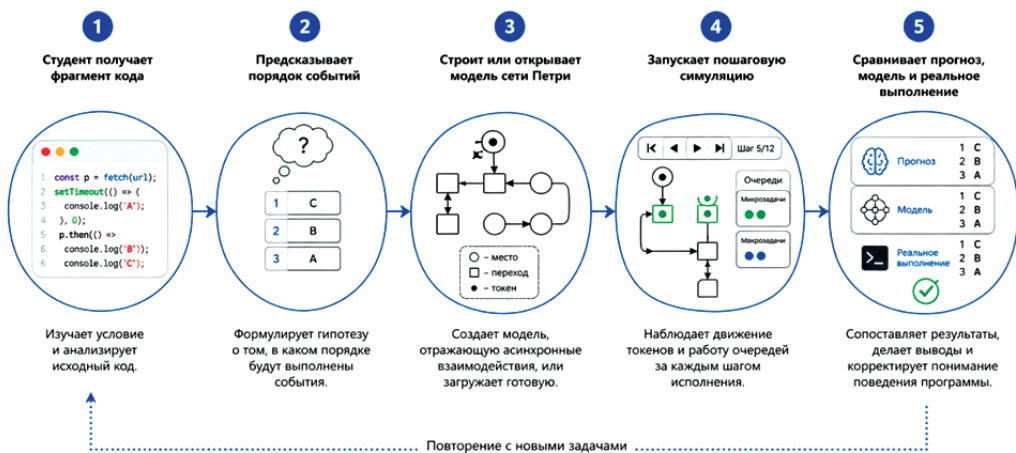 1
Студент получает
фрагмент кода
1 const p = fetch(url);
2 setTimeout(() => (
3 console.log('A');
4 ), 0);
5 p.then(() =>
6 console.log('B'));
6 console.log('C');
Изучает условие
и анализирует
исходный код.
2
Предсказывает
порядок событий
?
1 C
2 B
3 A
Формулирует гипотезу
о том, в каком порядке
будут выполнены
события.
3
Строит или открывает
модель сети Петри
– место
– переход
– токен
Создает модель,
отражающую асинхронные
взаимодействия, или
загружает готовую.
4
Запускает пошаговую
симуляцию
Шаг 5/12
Очереди
Микрозадачи
Макрозадачи
Наблюдает движение
токенов и работу очередей
за каждым шагом
исполнения.
5
Сравнивает прогноз,
модель и реальное
выполнение
Прогноз
1 C
2 B
3 A
Модель
1 C
2 B
3 A
Реальное
выполнение
1 C
2 B
3 A
Сопоставляет результаты,
делает выводы и
корректирует понимание
поведения программы.
Повторение с новыми задачами